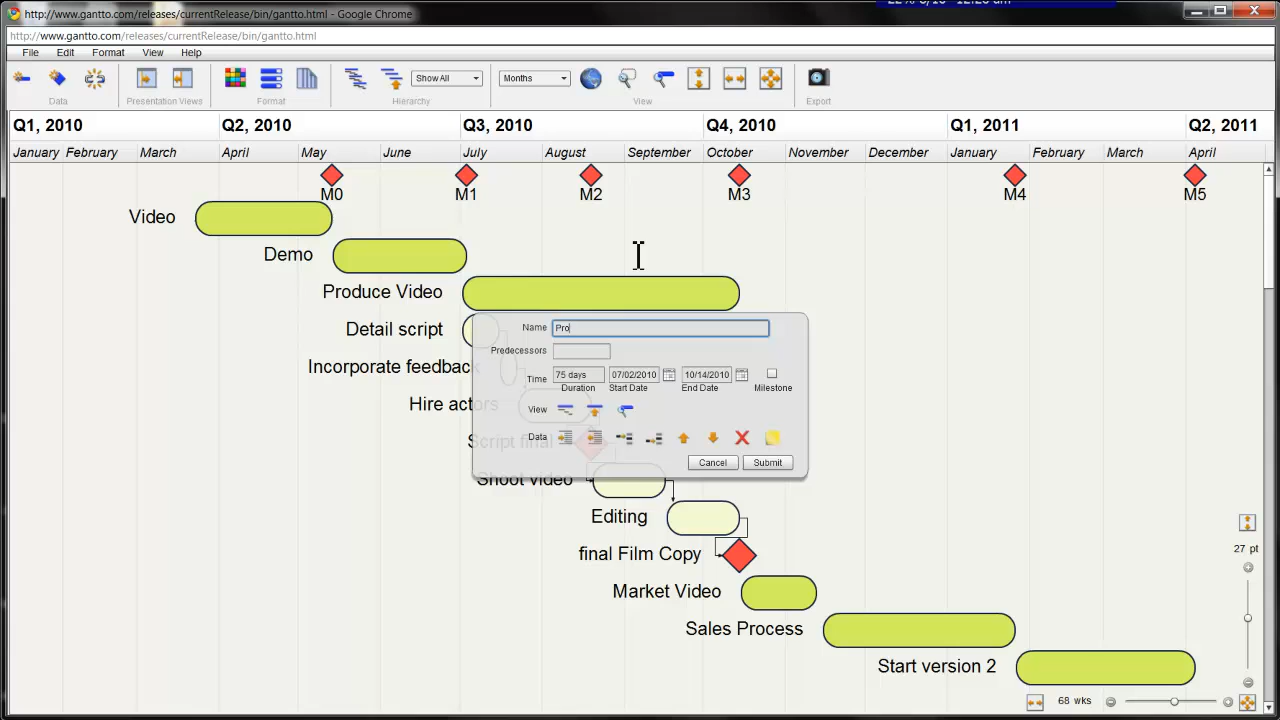 http://www.gantto.com/releases/currentRelease/bin/gantto.html - Google Chrome
http://www.gantto.com/releases/currentRelease/bin/gantto.html
File Edit Format View Help
Show All Months
Data Presentation Views Format Hierarchy View Export
Q1, 2010 Q2, 2010 Q3, 2010 Q4, 2010 Q1, 2011 Q2, 2011
January February March April May June July August September October November December January February March April
M0 M1 M2 M3 M4 M5
Video
Demo
Produce Video
Detail script
Incorporate feedback
Hire actors
Script final
Shoot video
Editing
final Film Copy
Market Video
Sales Process
Start version 2
Name Pro
Predecessors
Time 75 days 07/02/2010 10/14/2010
Duration Start Date End Date Milestone
View
Data
Cancel Submit
27 pt
68 wks